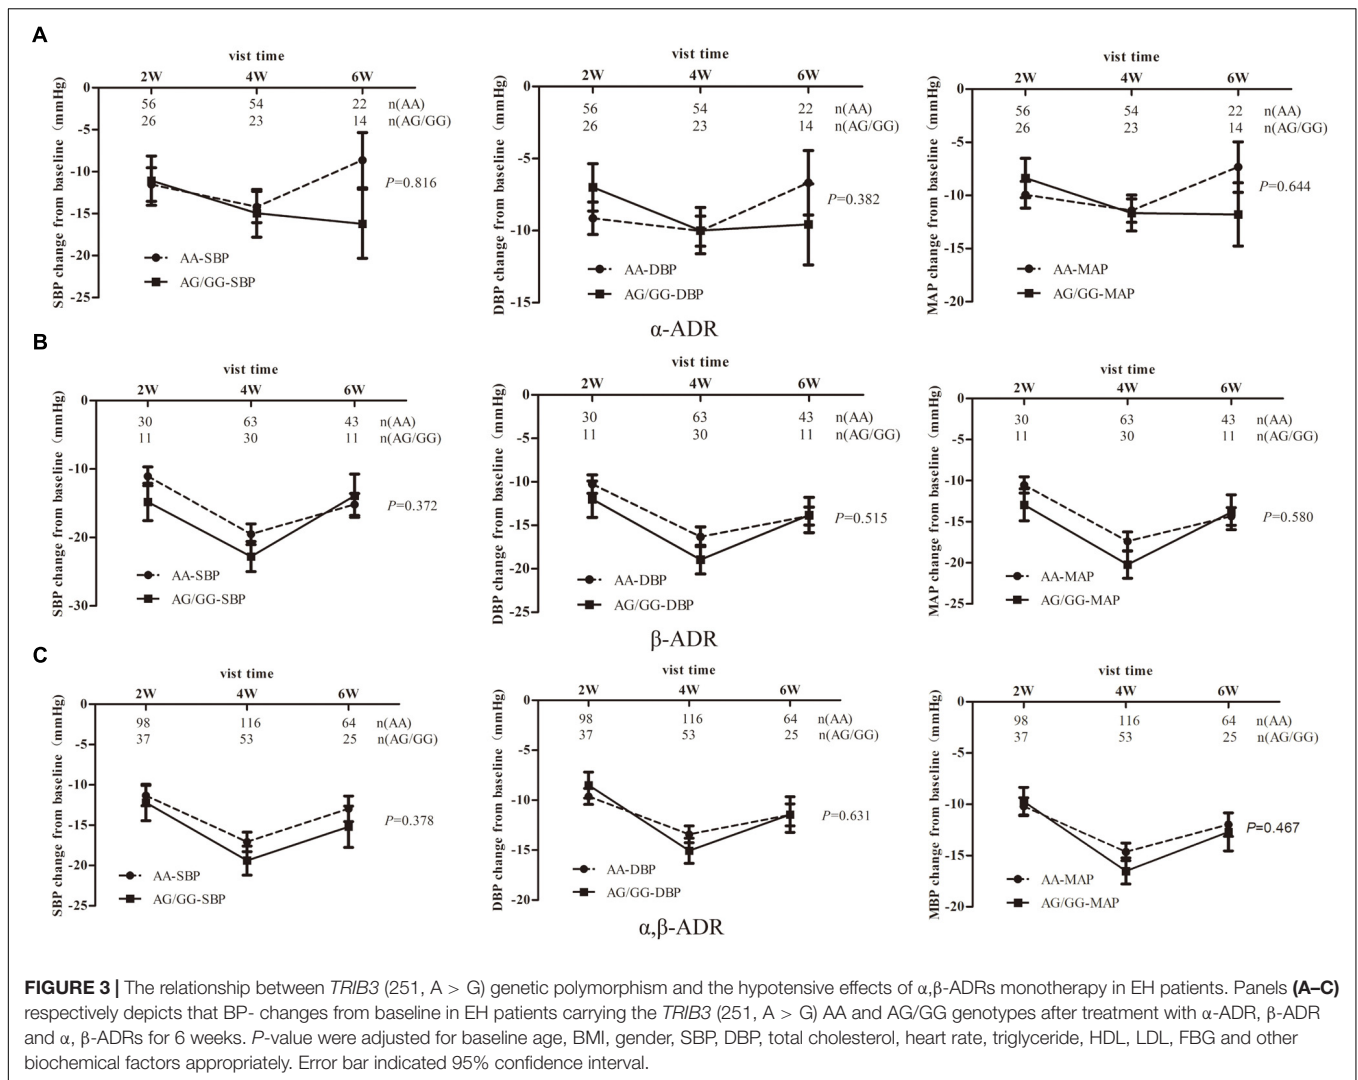 A
vist time
2W 4W 6W
0
56 54 22 n(AA)
26 23 14 n(AG/GG)
-5
-10
-15
-20
-25
P=0.816
AA-SBP
AG/GG-SBP
SBP change from baseline (mmHg)
vist time
2W 4W 6W
0
56 54 22 n(AA)
26 23 14 n(AG/GG)
-5
-10
-15
P=0.382
AA-DBP
AG/GG-DBP
DBP change from baseline (mmHg)
vist time
2W 4W 6W
0
56 54 22 n(AA)
26 23 14 n(AG/GG)
-5
-10
-15
-20
P=0.644
AA-MAP
AG/GG-MAP
MAP change from baseline (mmHg)
α-ADR
B
vist time
2W 4W 6W
0
30 63 43 n(AA)
11 30 11 n(AG/GG)
-10
-20
-30
P=0.372
AA-SBP
AG/GG-SBP
SBP change from baseline (mmHg)
vist time
2W 4W 6W
0
30 63 43 n(AA)
11 30 11 n(AG/GG)
-5
-10
-15
-20
-25
P=0.515
AA-DBP
AG/GG-DBP
DBP change from baseline (mmHg)
vist time
2W 4W 6W
0
30 63 43 n(AA)
11 30 11 n(AG/GG)
-5
-10
-15
-20
-25
P=0.580
AA-MAP
AG/GG-MAP
MAP change from baseline (mmHg)
β-ADR
C
vist time
2W 4W 6W
0
98 116 64 n(AA)
37 53 25 n(AG/GG)
-5
-10
-15
-20
-25
P=0.378
AA-SBP
AG/GG-SBP
SBP change from baseline (mmHg)
vist time
2W 4W 6W
0
98 116 64 n(AA)
37 53 25 n(AG/GG)
-5
-10
-15
-20
P=0.631
AA-DBP
AG/GG-DBP
DBP change from baseline (mmHg)
vist time
2W 4W 6W
0
98 116 64 n(AA)
37 53 25 n(AG/GG)
-5
-10
-15
-20
P=0.467
AA-MAP
AG/GG-MAP
MBP change from baseline (mmHg)
α,β-ADR
FIGURE 3 | The relationship between TRIB3 (251, A > G) genetic polymorphism and the hypotensive effects of α,β-ADRs monotherapy in EH patients. Panels (A–C)
respectively depicts that BP- changes from baseline in EH patients carrying the TRIB3 (251, A > G) AA and AG/GG genotypes after treatment with α-ADR, β-ADR
and α, β-ADRs for 6 weeks. P-value were adjusted for baseline age, BMI, gender, SBP, DBP, total cholesterol, heart rate, triglyceride, HDL, LDL, FBG and other
biochemical factors appropriately. Error bar indicated 95% confidence interval.